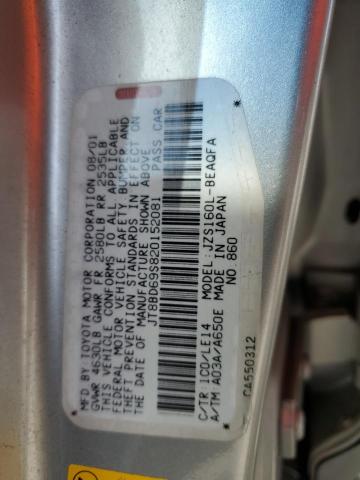 MFD BY TOYOTA MOTOR CORPORATION 08/01
GVWR 4630LB GAWR FR 2580LB RR 2535LB
THIS VEHICLE CONFORMS TO ALL APPLICABLE
FEDERAL MOTOR VEHICLE SAFETY, BUMPER, AND
THEFT PREVENTION STANDARDS IN EFFECT ON
THE DATE OF MANUFACTURE SHOWN ABOVE.
JT8BD69S820152081 PASS CAR
C/TR: 1C0/LE14 MODEL: JZS160L-BEAQFA
A/TM A03A/A650E MADE IN JAPAN
NO 860
CA550312